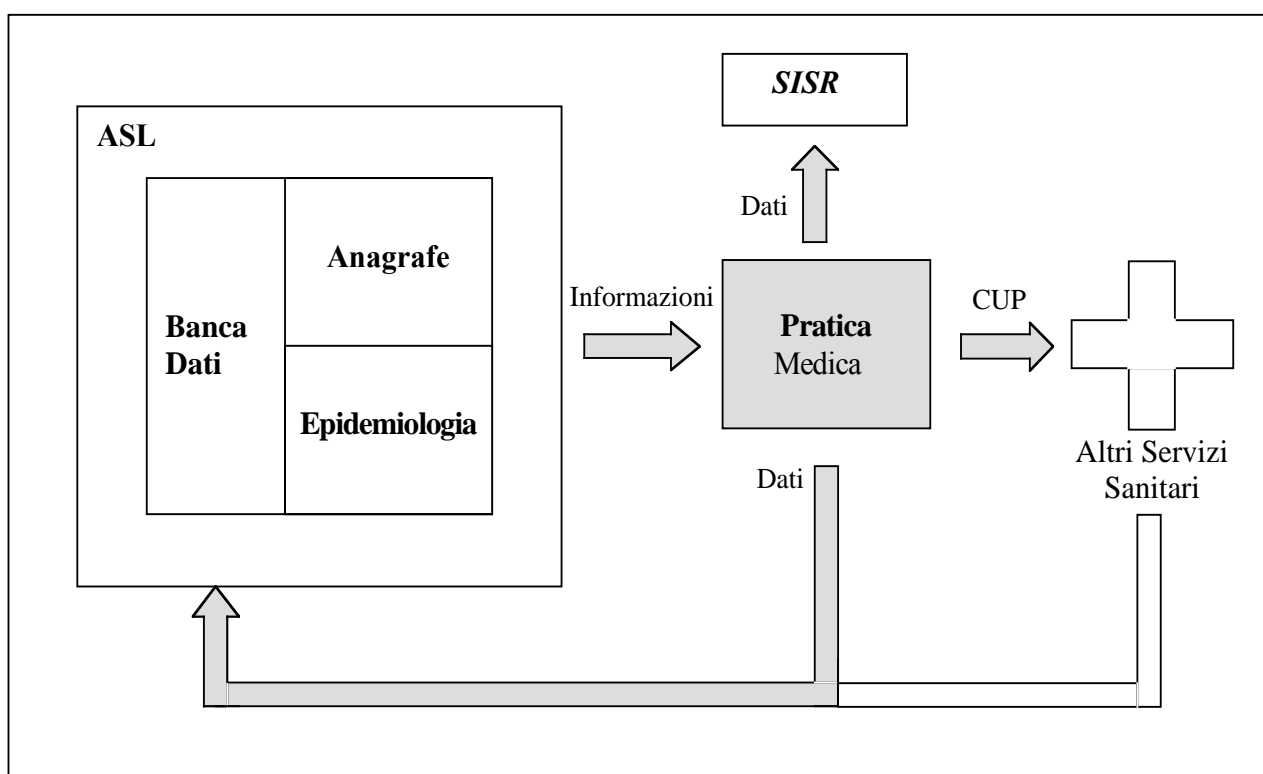 SISR
ASL
Dati
Anagrafe
Informazioni
CUP
Banca
Dati
Pratica
Medica
Epidemiologia
Altri Servizi
Sanitari
Dati